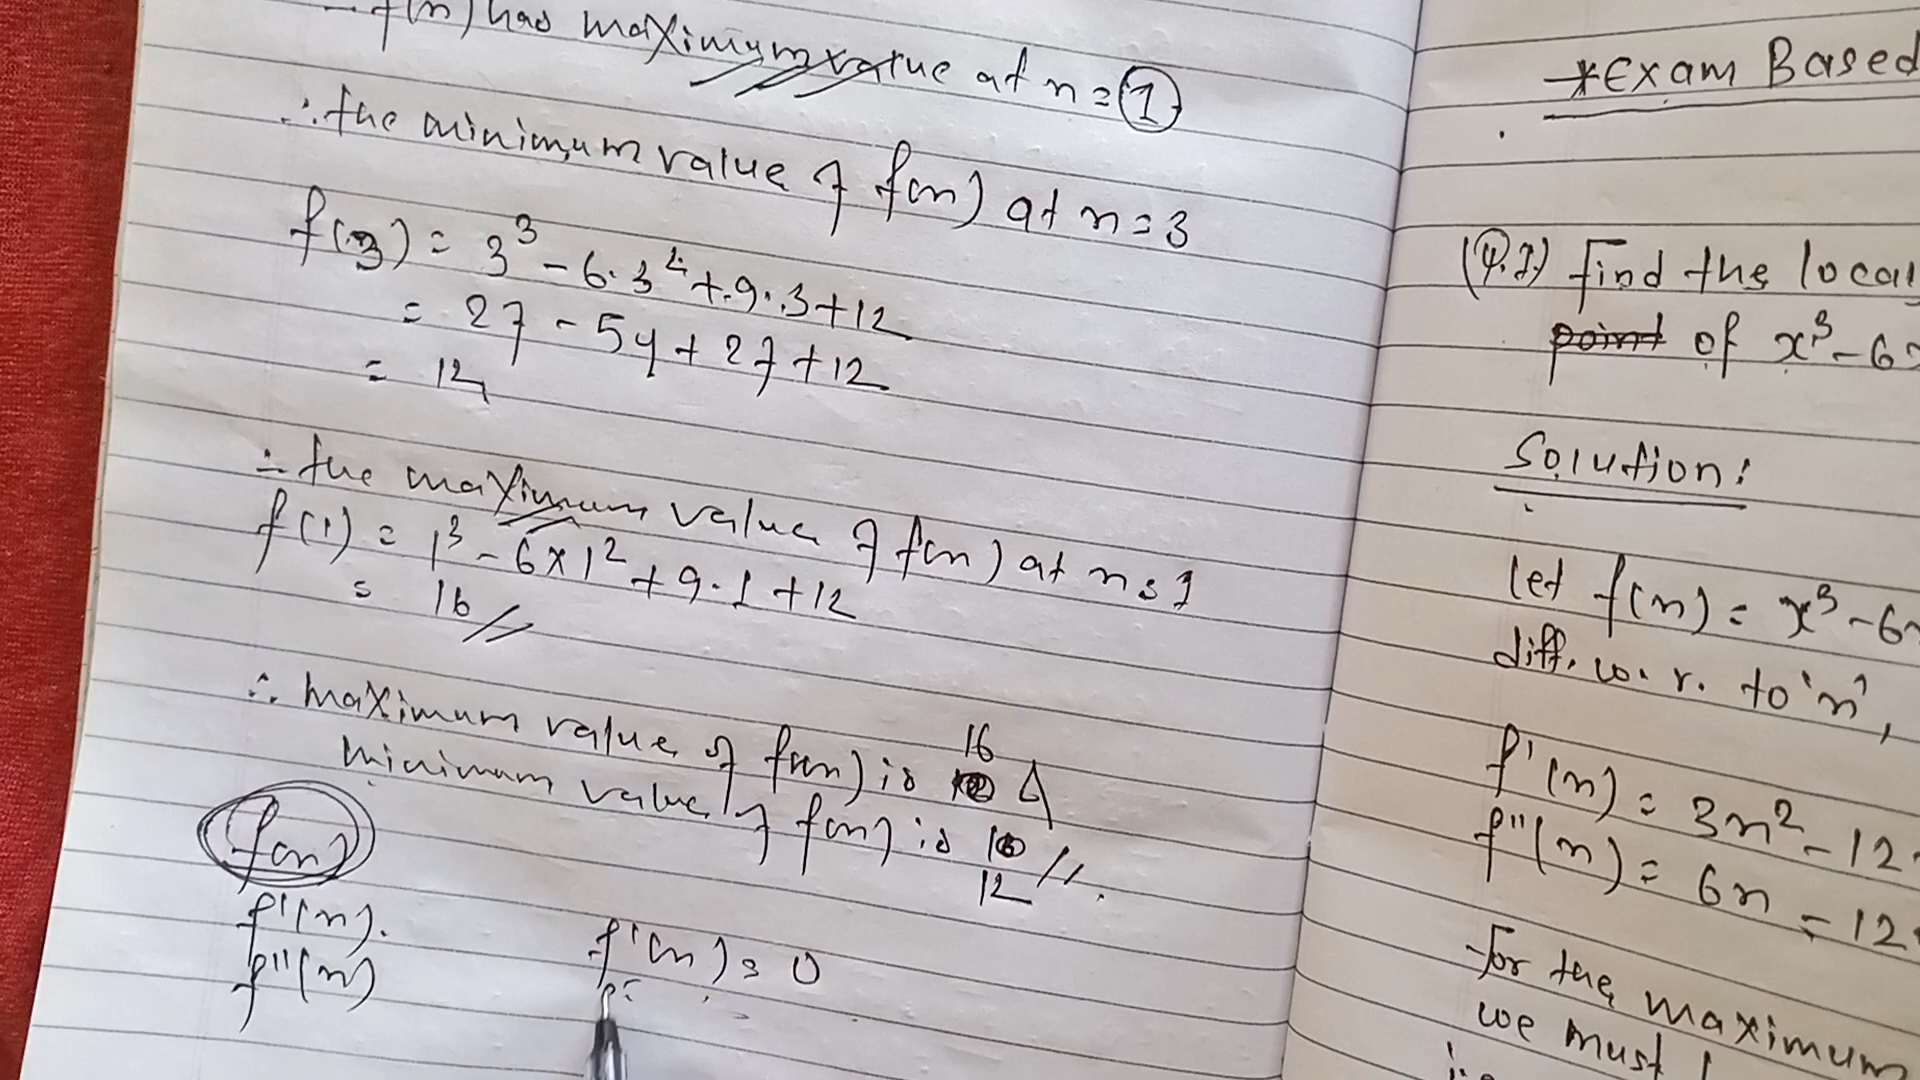 f(n) has maximum value at n = 1
∴ the minimum value of f(n) at n = 3
f(3) = 3³ - 6·3² + 9·3 + 12
= 27 - 54 + 27 + 12
= 12
∴ the maximum value of f(n) at n = 1
f(1) = 1³ - 6×1² + 9·1 + 12
= 16 //
∴ maximum value of f(n) is 16
minimum value of f(n) is 12 //.
f(n)
f'(n).
f''(n)
f'(n) = 0
* Exam Based
(Q.1) Find the local
point of x³ - 6
Solution:
let f(n) = x³ - 6
diff. w. r. to 'n',
f'(n) = 3n² - 12
f''(n) = 6n - 12
for the maximum
we must